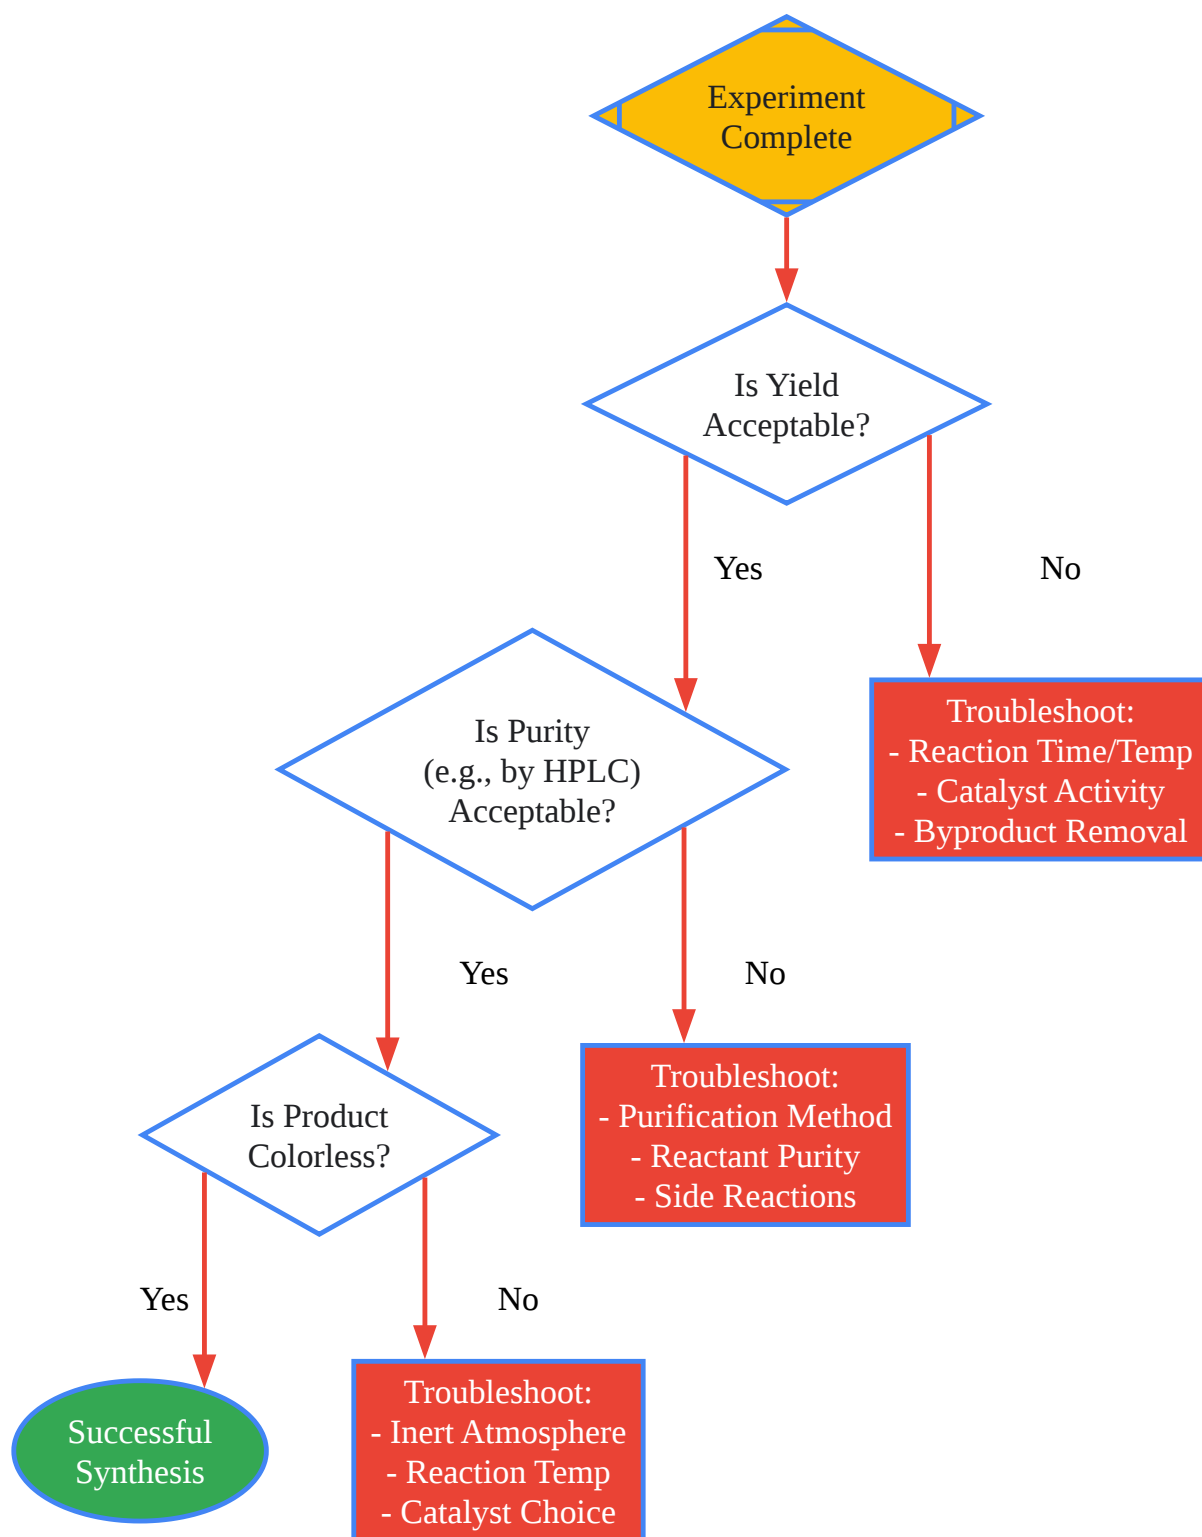 Experiment
Complete
Is Yield
Acceptable?
Yes
No
Is Purity
(e.g., by HPLC)
Acceptable?
Troubleshoot:
- Reaction Time/Temp
- Catalyst Activity
- Byproduct Removal
Yes
No
Is Product
Colorless?
Troubleshoot:
- Purification Method
- Reactant Purity
- Side Reactions
Yes
No
Successful
Synthesis
Troubleshoot:
- Inert Atmosphere
- Reaction Temp
- Catalyst Choice